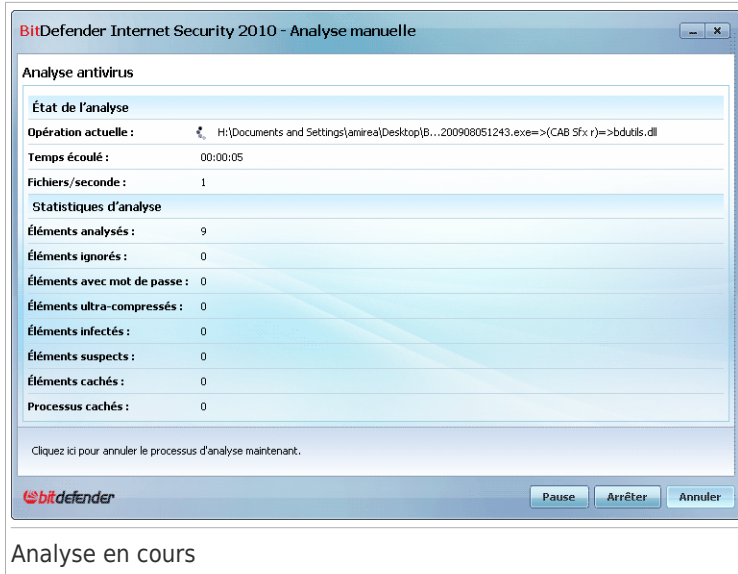 BitDefender Internet Security 2010 - Analyse manuelle
Analyse antivirus
État de l'analyse
Opération actuelle : H:\Documents and Settings\amirea\Desktop\B...200908051243.exe=>(CAB Sfx r)=>bdutils.dll
Temps écoulé : 00:00:05
Fichiers/seconde : 1
Statistiques d'analyse
Éléments analysés : 9
Éléments ignorés : 0
Éléments avec mot de passe : 0
Éléments ultra-compressés : 0
Éléments infectés : 0
Éléments suspects : 0
Éléments cachés : 0
Processus cachés : 0
Cliquez ici pour annuler le processus d'analyse maintenant.
bitdefender Pause Arrêter Annuler
Analyse en cours